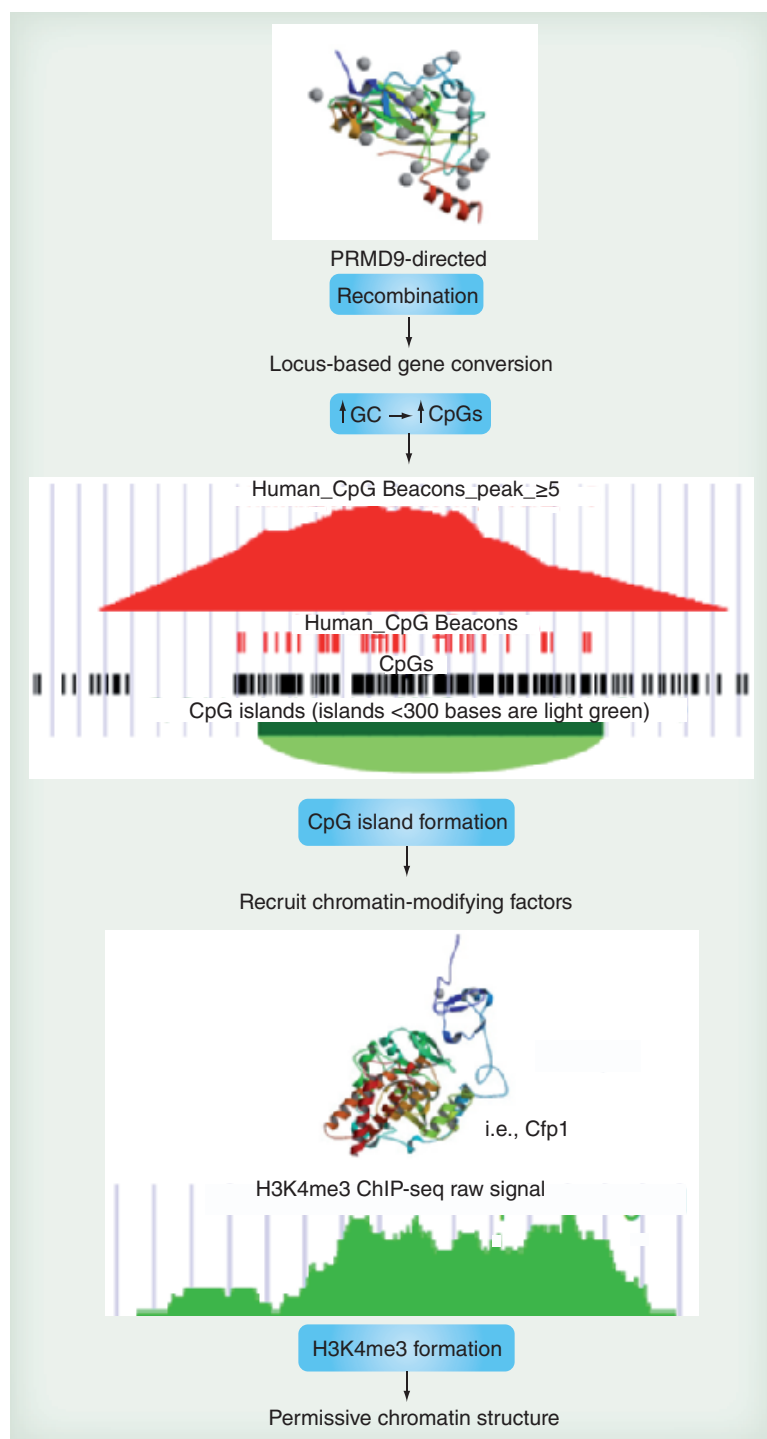 PRMD9-directed
Recombination
Locus-based gene conversion
↑GC → ↑CpGs
Human_CpG Beacons_peak_≥5
Human_CpG Beacons
CpGs
CpG islands (islands <300 bases are light green)
CpG island formation
Recruit chromatin-modifying factors
i.e., Cfp1
H3K4me3 ChIP-seq raw signal
H3K4me3 formation
Permissive chromatin structure